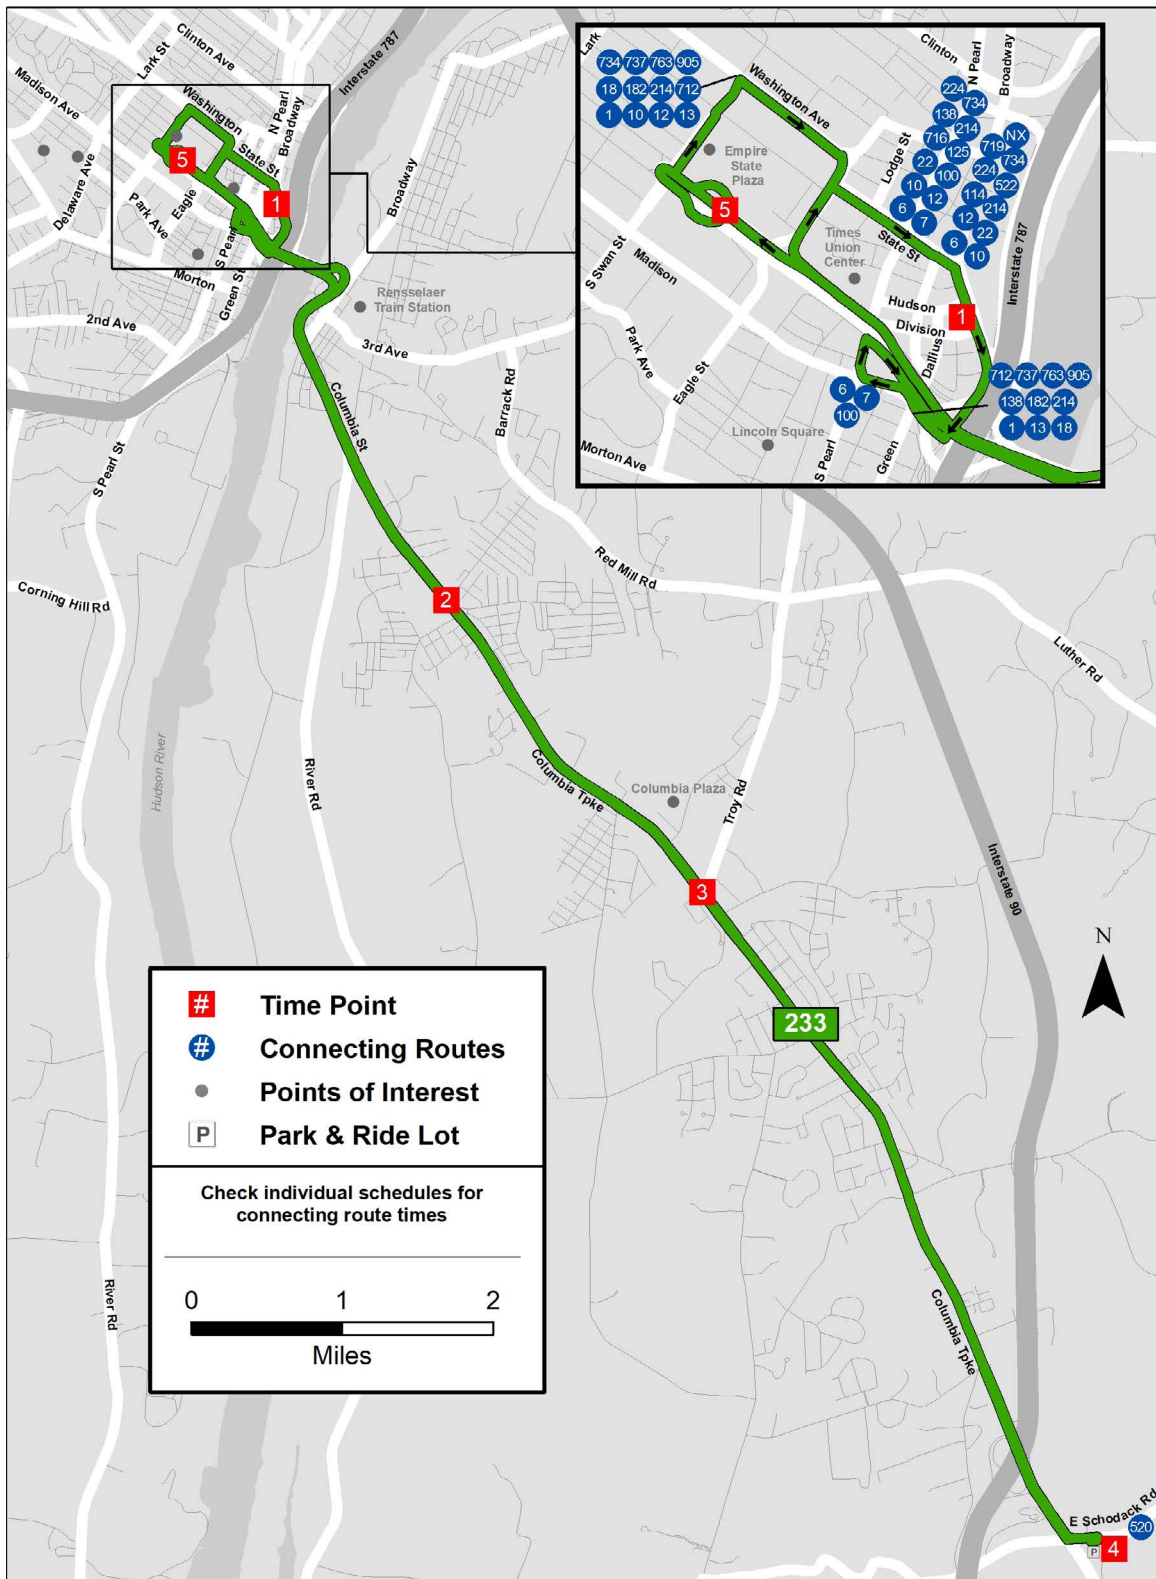 Clinton Ave
Lark St
Madison Ave
Washington
State St
N Pearl
Broadway
Interstate 787
Broadway
5
1
Eagle
Park Ave
Delaware Ave
S Pearl
Green St
Morton
2nd Ave
Rensselaer
Train Station
3rd Ave
Barrack Rd
Columbia St
S Pearl St
Corning Hill Rd
2
Red Mill Rd
Luther Rd
Hudson River
River Rd
Columbia Tpke
Columbia Plaza
Troy Rd
3
Interstate 90
233
N
River Rd
Columbia Tpke
E Schodack Rd
520
P
4
Lark
734 737 763 905
18 182 214 712
1 10 12 13
Washington Ave
Clinton
N Pearl
Broadway
224
734
138
214
716
125
22
100
10
12
6
7
NX
719
734
224
522
114
214
12
22
6
10
Lodge St
Empire
State
Plaza
5
Times
Union
Center
State St
Interstate 787
S Swan St
Madison
Hudson
Division
Dallius
1
Park Ave
Eagle St
6
7
100
712 737 763 905
138 182 214
1 13 18
Lincoln Square
Morton Ave
S Pearl
Green
# Time Point
# Connecting Routes
Points of Interest
P Park & Ride Lot
Check individual schedules for
connecting route times
0 1 2
Miles